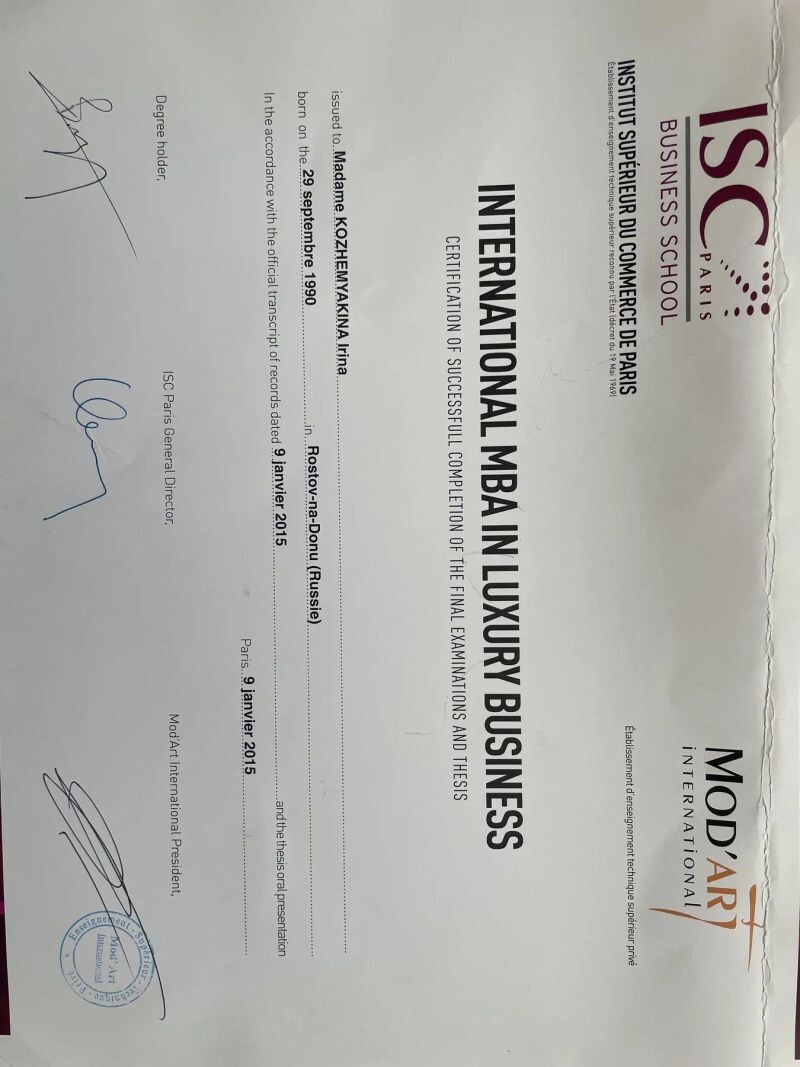 ISC PARIS
BUSINESS SCHOOL
INSTITUT SUPÉRIEUR DU COMMERCE DE PARIS
Établissement d'enseignement technique supérieur reconnu par l'État (décret du 19 Mai 1969)
MOD'ART
INTERNATIONAL
Établissement d'enseignement technique supérieur privé
INTERNATIONAL MBA IN LUXURY BUSINESS
CERTIFICATION OF SUCCESSFULL COMPLETION OF THE FINAL EXAMINATIONS AND THESIS
issued to Madame KOZHEMYAKINA Irina
born on the 29 septembre 1990 in Rostov-na-Donu (Russie)
In the accordance with the official transcript of records dated 9 janvier 2015 and the thesis oral presentation
Paris, 9 janvier 2015
Degree holder,
ISC Paris General Director,
Mod'Art International President,
Enseignement - Supérieur - Technique - Privé
Mod' Art
International